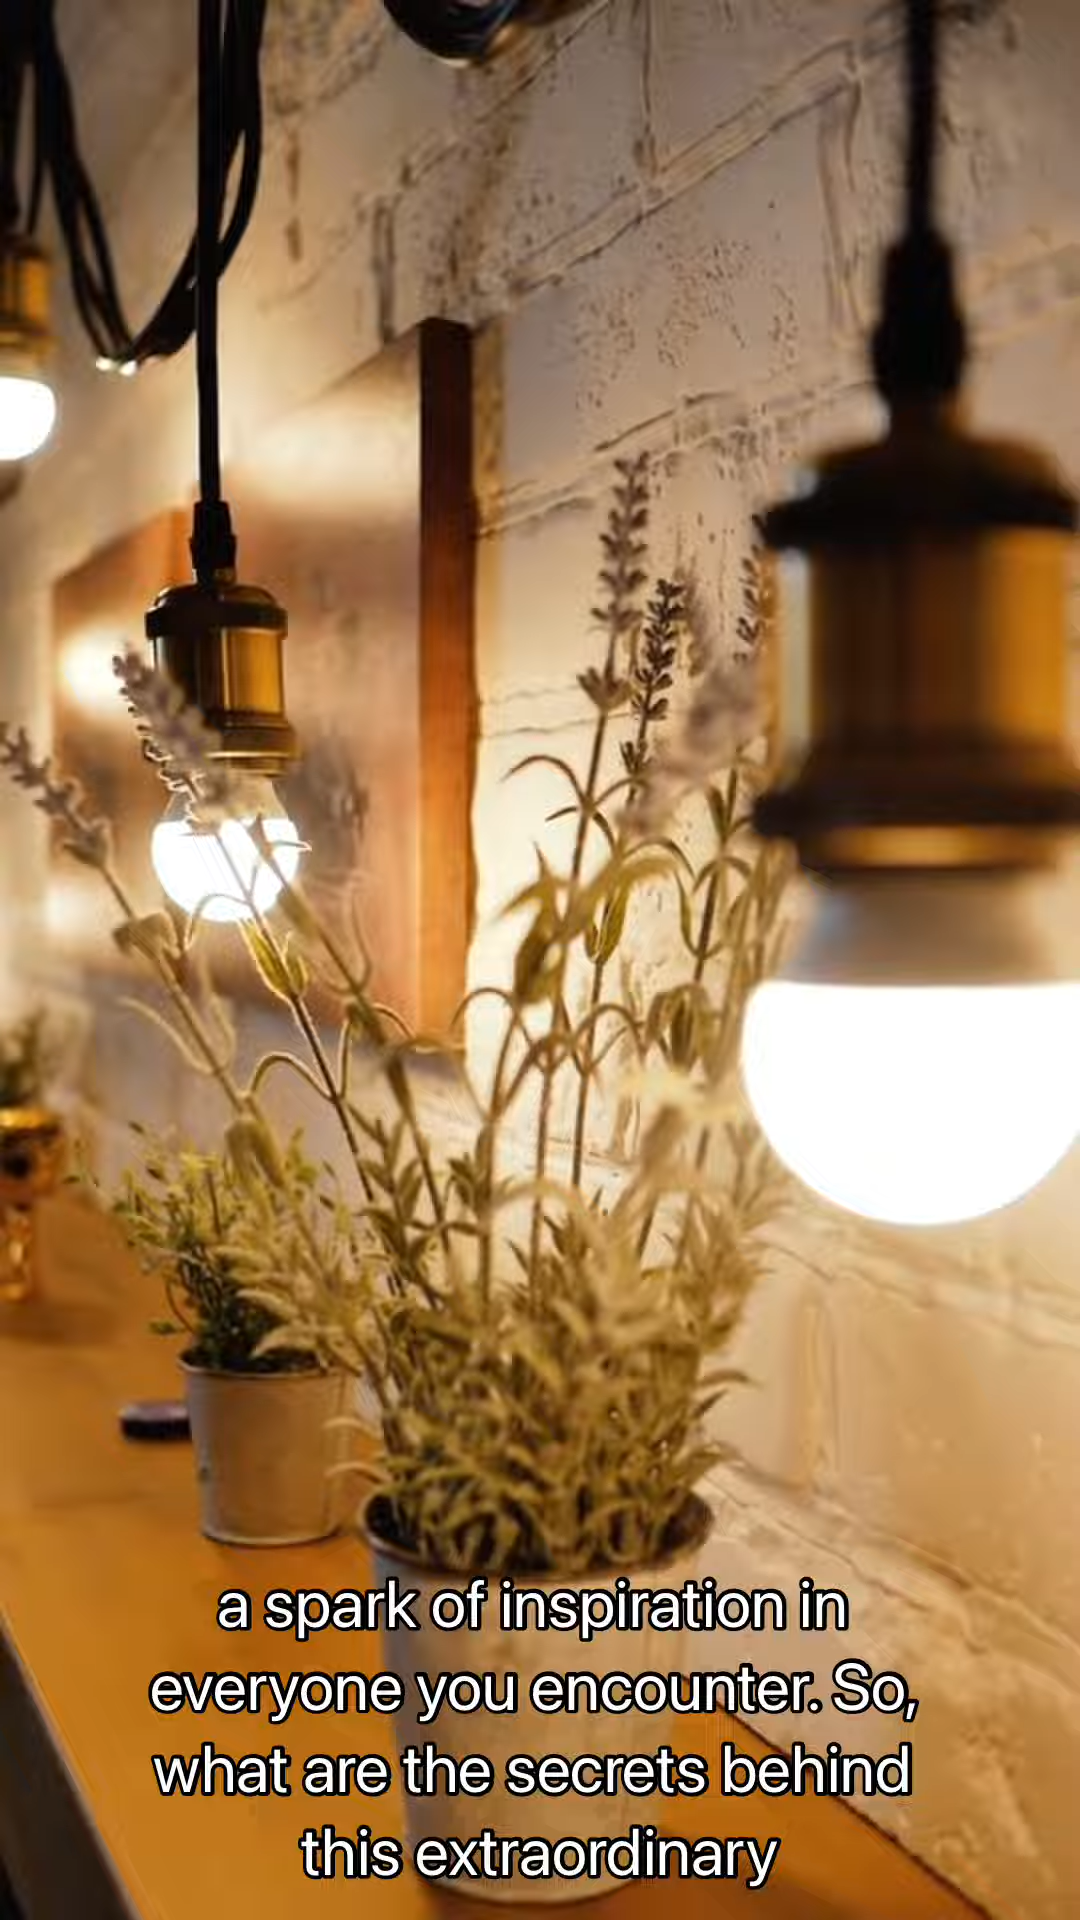 a spark of inspiration in
everyone you encounter. So,
what are the secrets behind
this extraordinary